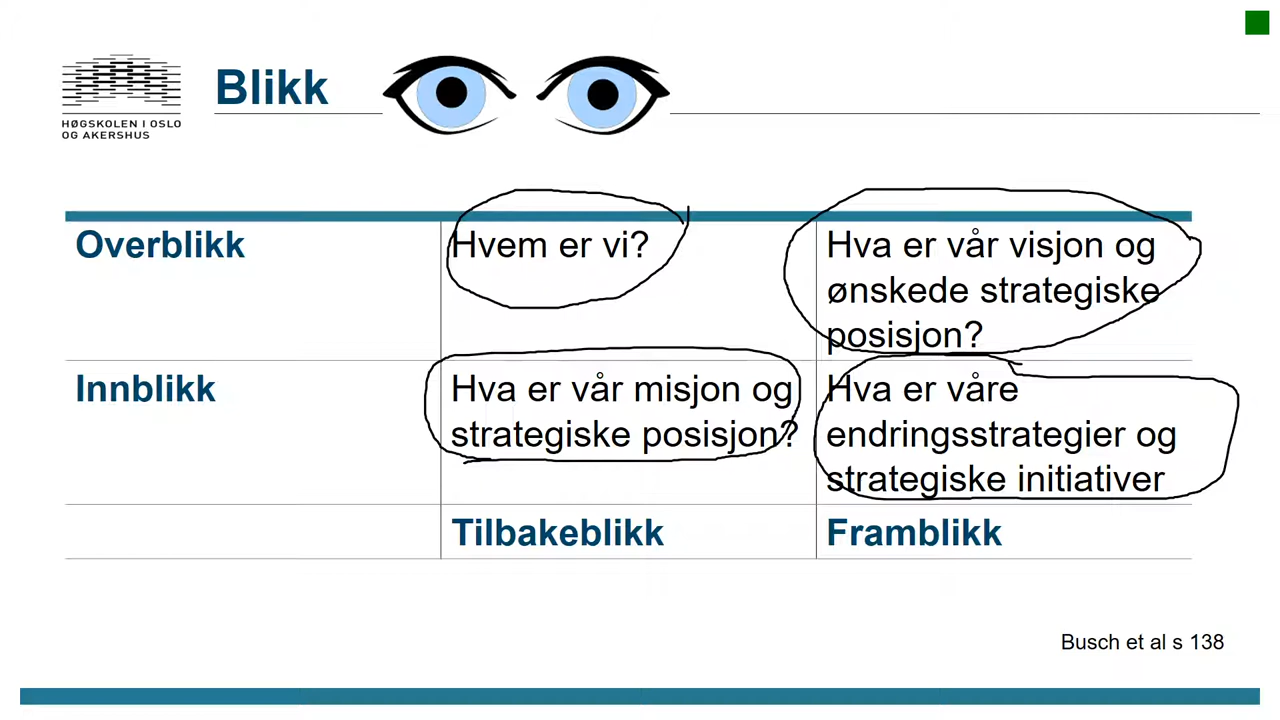 HØGSKOLEN I OSLO
OG AKERSHUS
Blikk
Overblikk
Hvem er vi?
Hva er vår visjon og
ønskede strategiske
posisjon?
Innblikk
Hva er vår misjon og
strategiske posisjon?
Hva er våre
endringsstrategier og
strategiske initiativer
Tilbakeblikk
Framblikk
Busch et al s 138